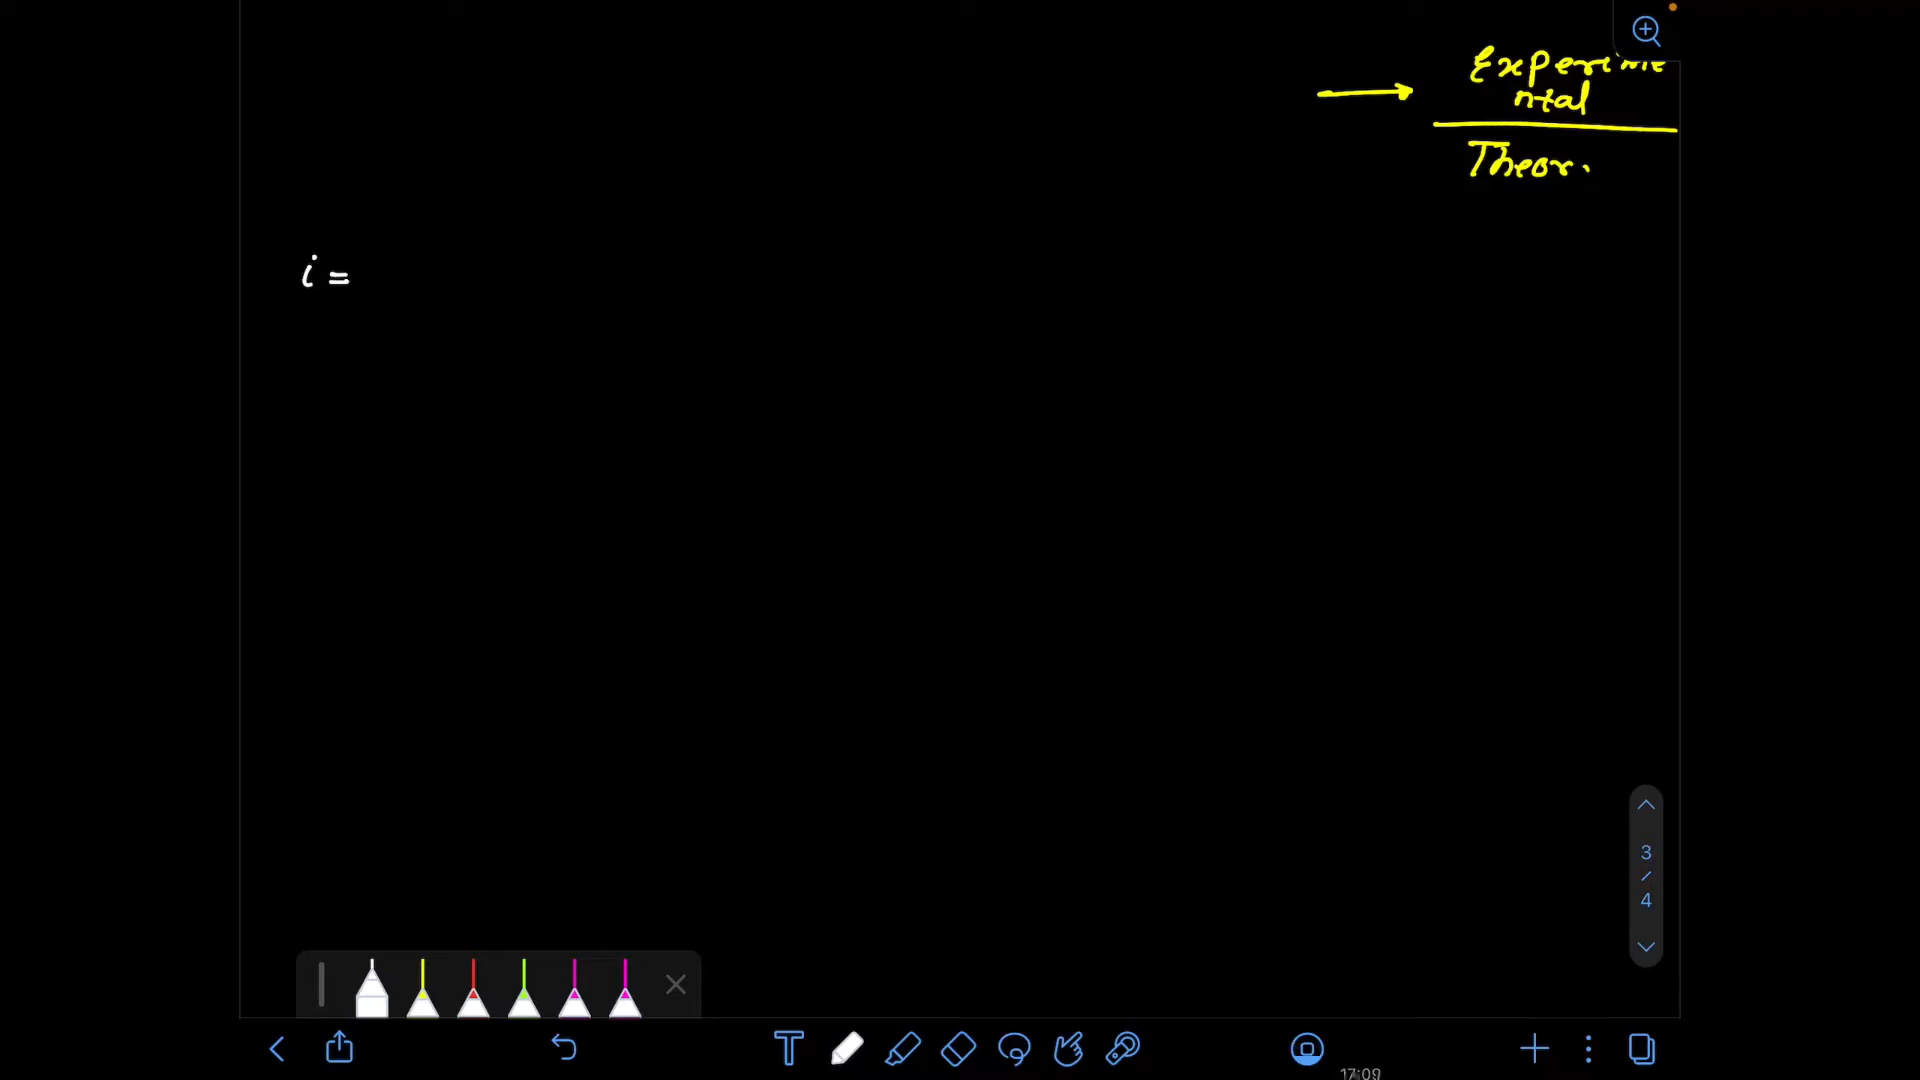 Experime
ntal
Theor.
i =
3
/
4
17:09